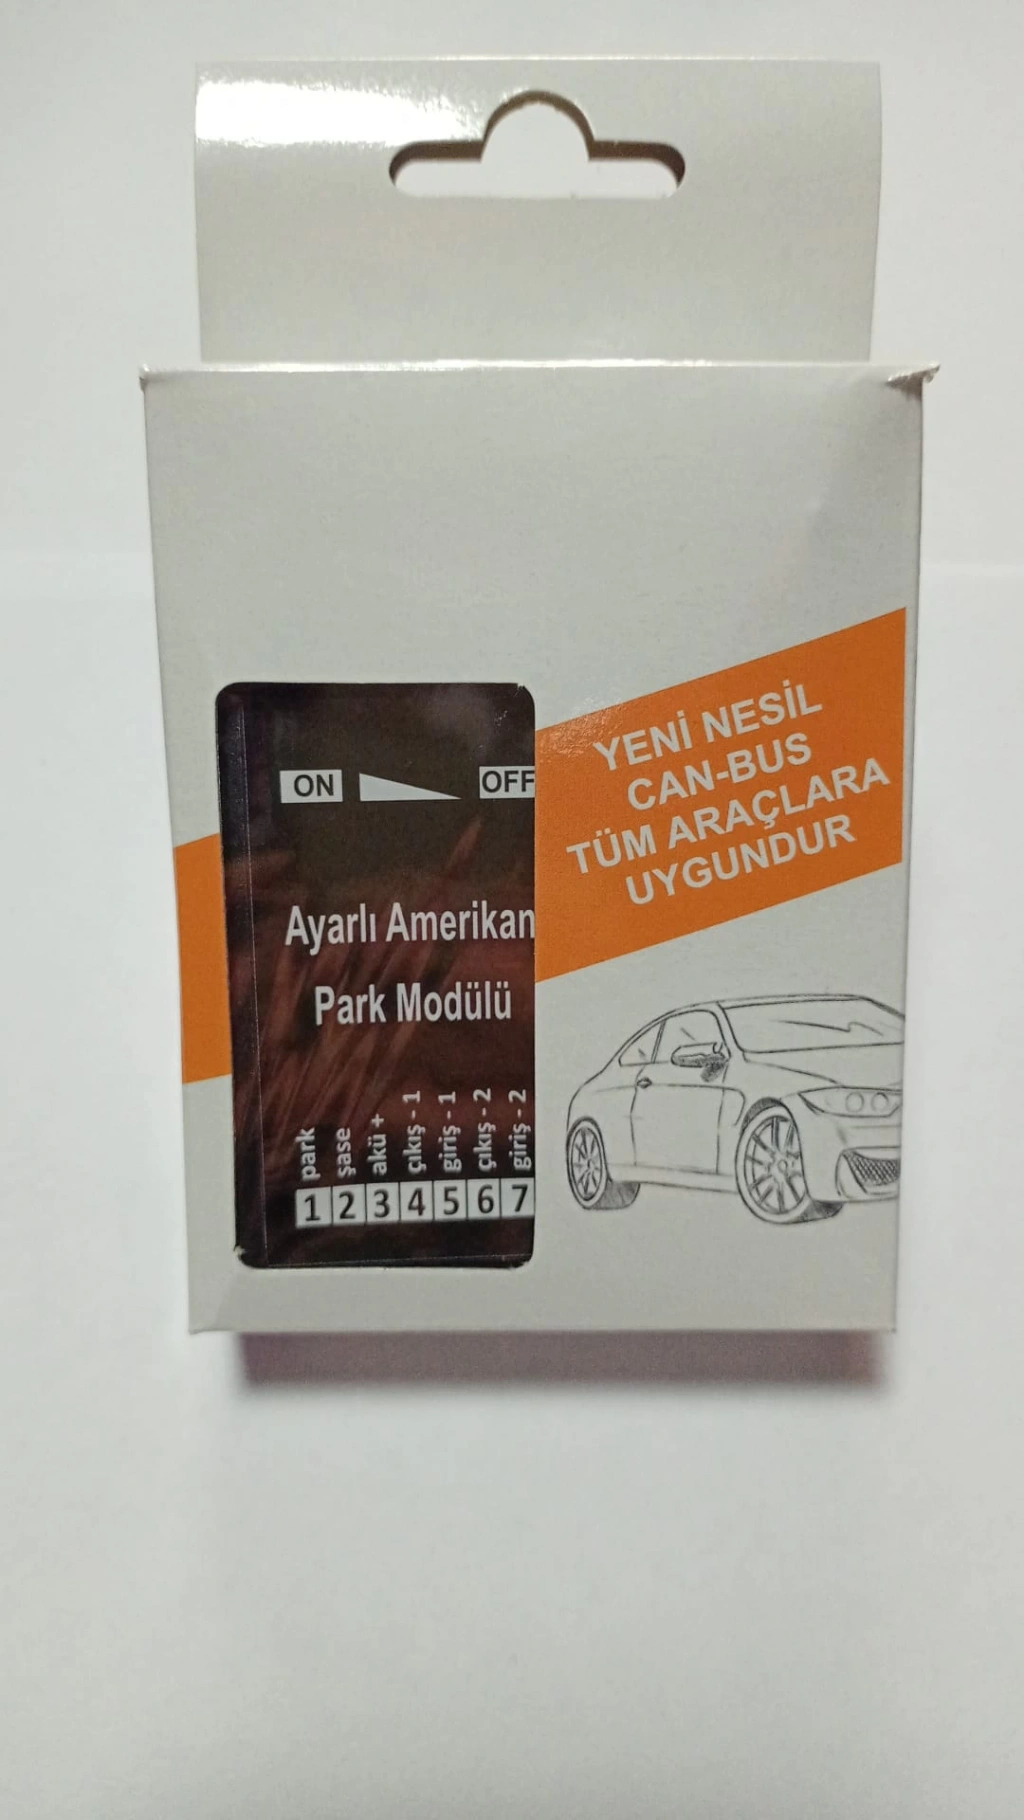 YENİ NESİL
CAN-BUS
TÜM ARAÇLARA
UYGUNDUR
ON OFF
Ayarlı Amerikan
Park Modülü
park
şase
akü +
çıkış - 1
giriş - 1
çıkış - 2
giriş - 2
1 2 3 4 5 6 7